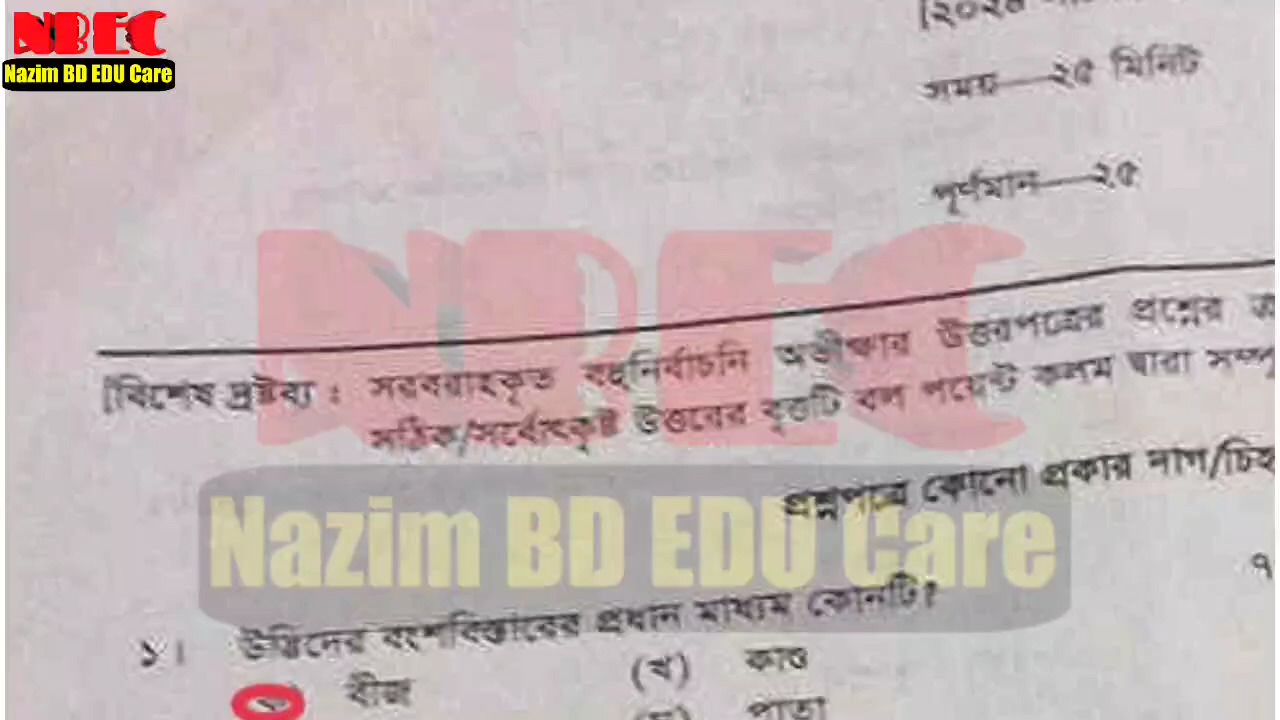 NBEC
Nazim BD EDU Care
সময়—২৫ মিনিট
পূর্ণমান—২৫
NBEC
[বিশেষ দ্রষ্টব্য : সরবরাহকৃত বহুনির্বাচনি অভীক্ষার উত্তরপত্রের প্রশ্নের
সঠিক/সর্বোৎকৃষ্ট উত্তরের বৃত্তটি বল পয়েন্ট কলম দ্বারা
প্রশ্নপত্রে কোনো প্রকার দাগ/চিহ্ন
Nazim BD EDU Care
১। উদ্ভিদের বংশবিস্তারের প্রধান মাধ্যম কোনটি?
বীজ (খ) কাণ্ড
(ঘ) পাতা